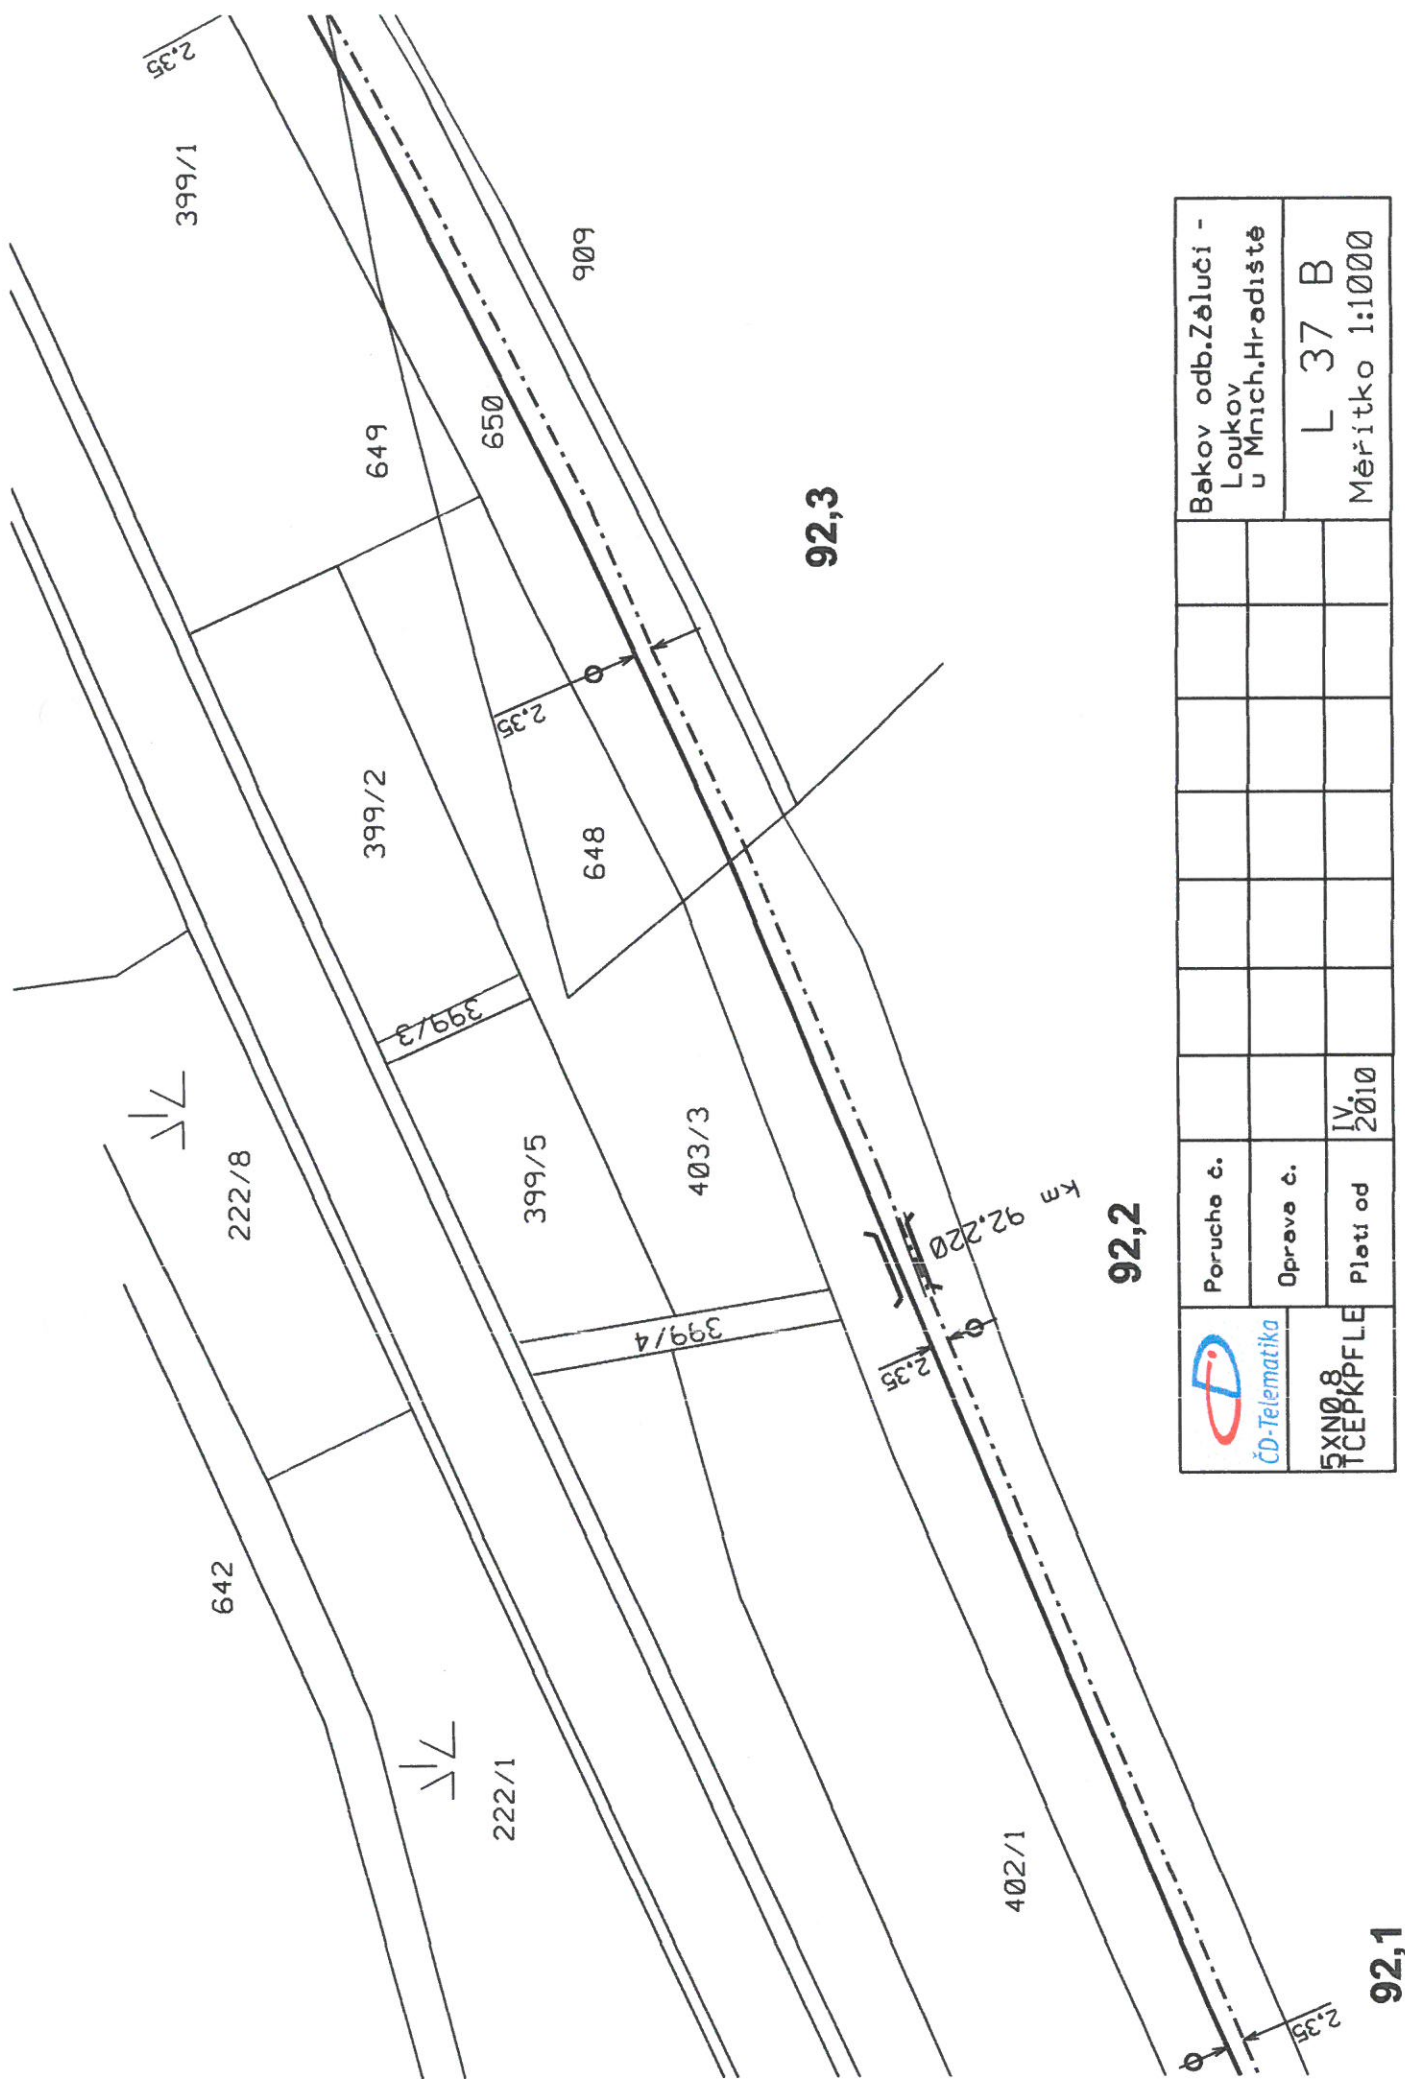 2,35
399/1
649
650
909
92,3
2,35
399/2
648
399/3
222/8
399/5
403/3
km 92,220
92,2
399/4
2,35
642
222/1
402/1
2,35
92,1
Bakov odb.Zálučí -
Loukov
u Mnich.Hradiště
L 37 B
Měřítko 1:1000
Porucha č.
Oprava č.
Platí od
IV.
2010
ČD-Telematika
5XN0,8
TCEPKPFLE